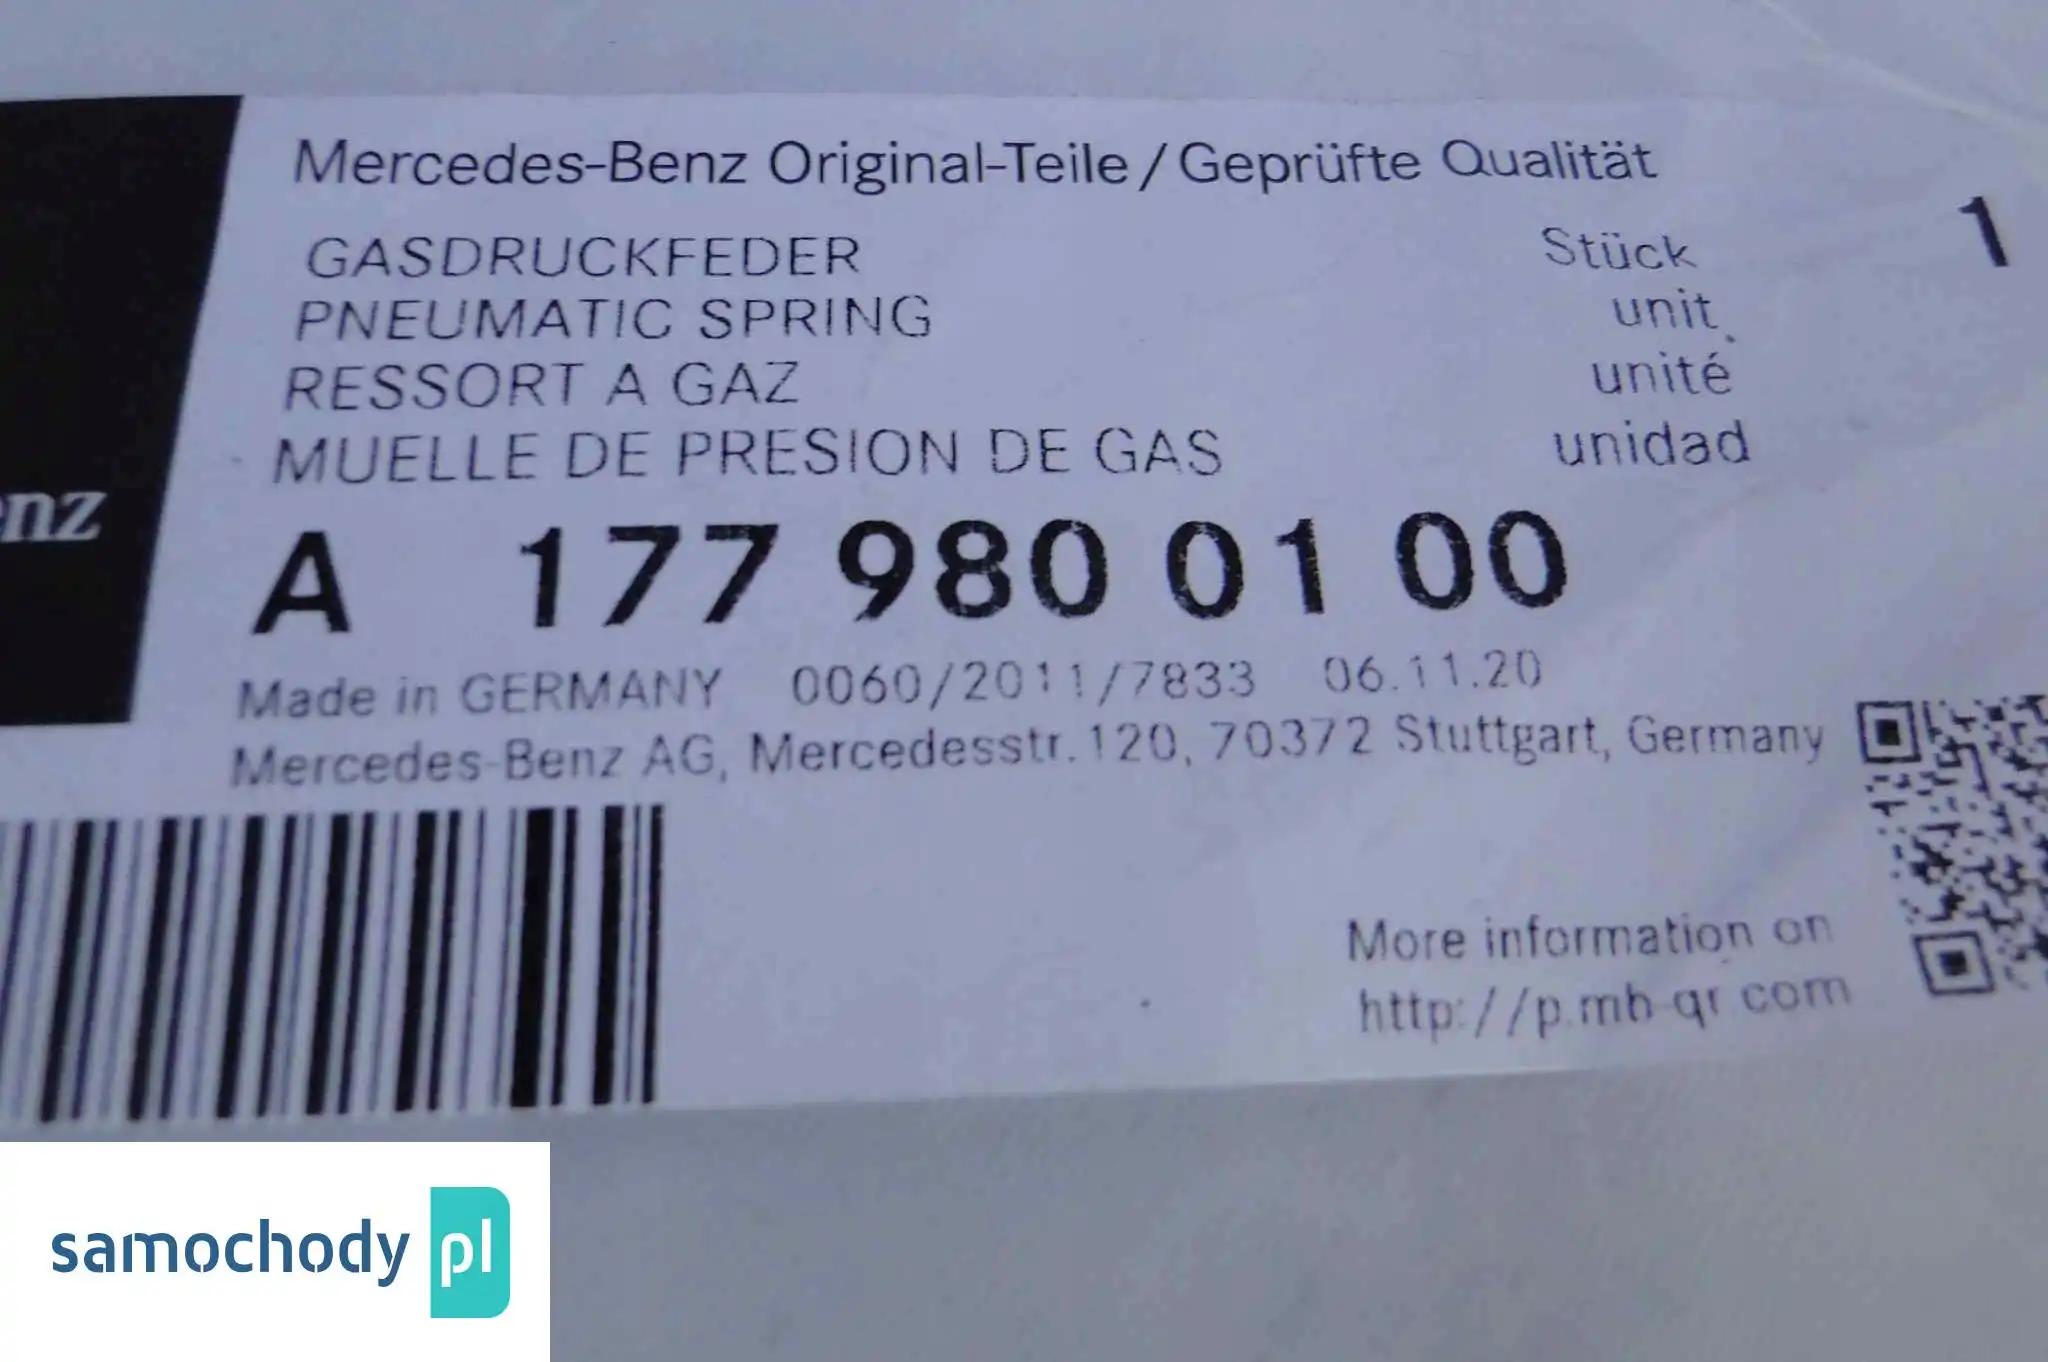 Mercedes-Benz Original-Teile/Geprüfte Qualität
GASDRUCKFEDER Stück 1
PNEUMATIC SPRING unit
RESSORT A GAZ unité
MUELLE DE PRESION DE GAS unidad
enz
A 177 980 01 00
Made in GERMANY 0060/2011/7833 06.11.20
Mercedes-Benz AG, Mercedesstr. 120, 70372 Stuttgart, Germany
More information on
http://p.mb-qr.com
samochody pl